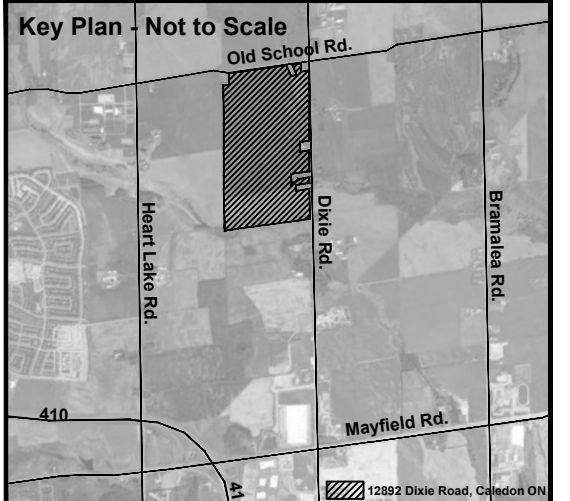 Key Plan - Not to Scale
Old School Rd.
Heart Lake Rd.
Dixie Rd.
Bramalea Rd.
410
Mayfield Rd.
41
12892 Dixie Road, Caledon ON